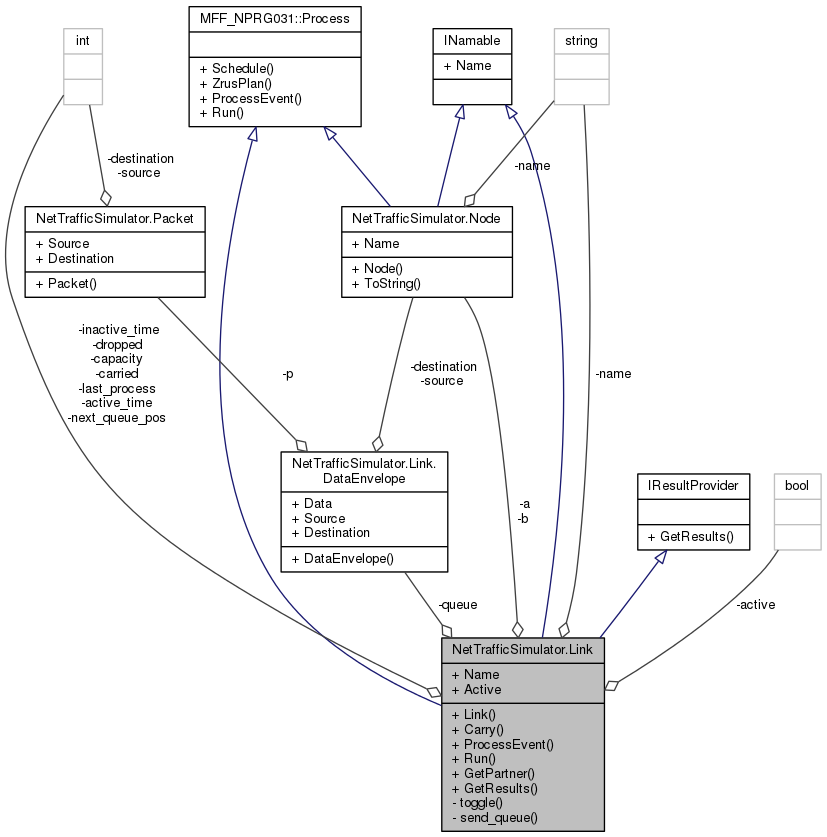 MFF_NPRG031::Process
+ Schedule()
+ ZrusPlan()
+ ProcessEvent()
+ Run()
int
INamable
+ Name
string
-destination
-source
-name
NetTrafficSimulator.Packet
+ Source
+ Destination
+ Packet()
NetTrafficSimulator.Node
+ Name
+ Node()
+ ToString()
-inactive_time
-dropped
-capacity
-carried
-last_process
-active_time
-next_queue_pos
-p
-destination
-source
-name
NetTrafficSimulator.Link.
DataEnvelope
+ Data
+ Source
+ Destination
+ DataEnvelope()
-a
-b
IResultProvider
+ GetResults()
bool
-queue
-active
NetTrafficSimulator.Link
+ Name
+ Active
+ Link()
+ Carry()
+ ProcessEvent()
+ Run()
+ GetPartner()
+ GetResults()
- toggle()
- send_queue()